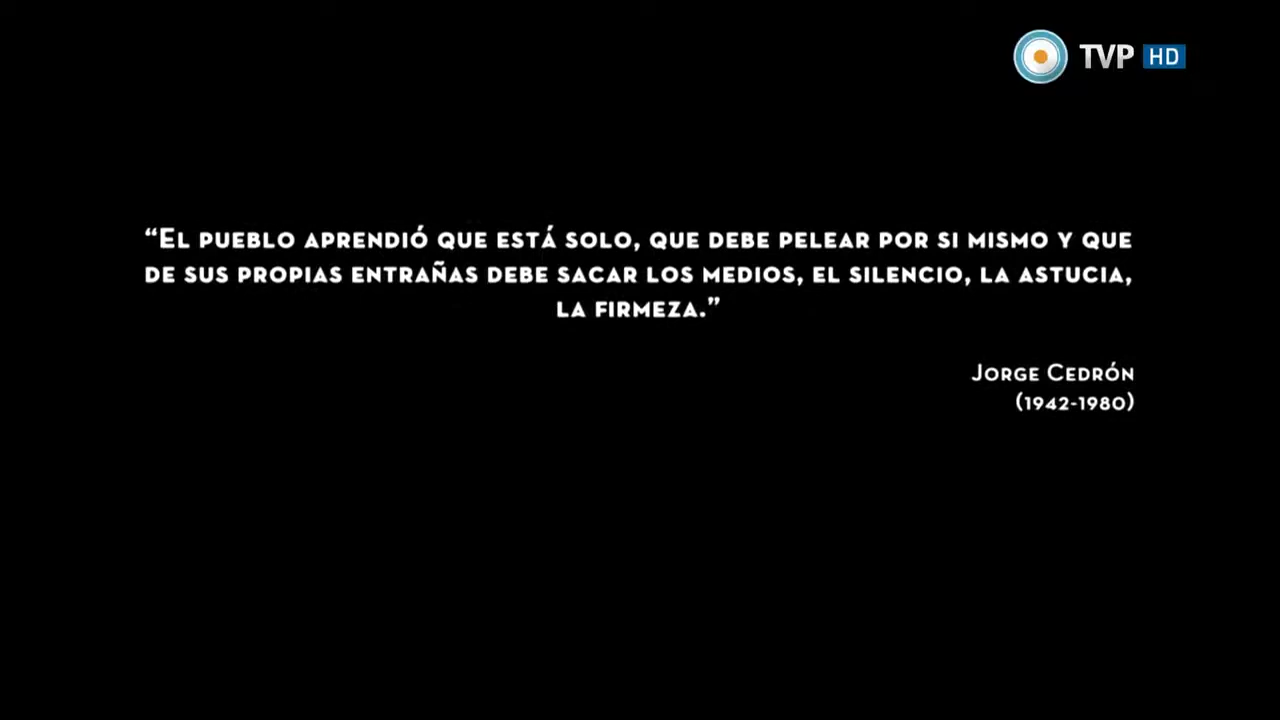 TVP HD
“El pueblo aprendió que está solo, que debe pelear por si mismo y que
de sus propias entrañas debe sacar los medios, el silencio, la astucia,
la firmeza.”
Jorge Cedrón
(1942-1980)